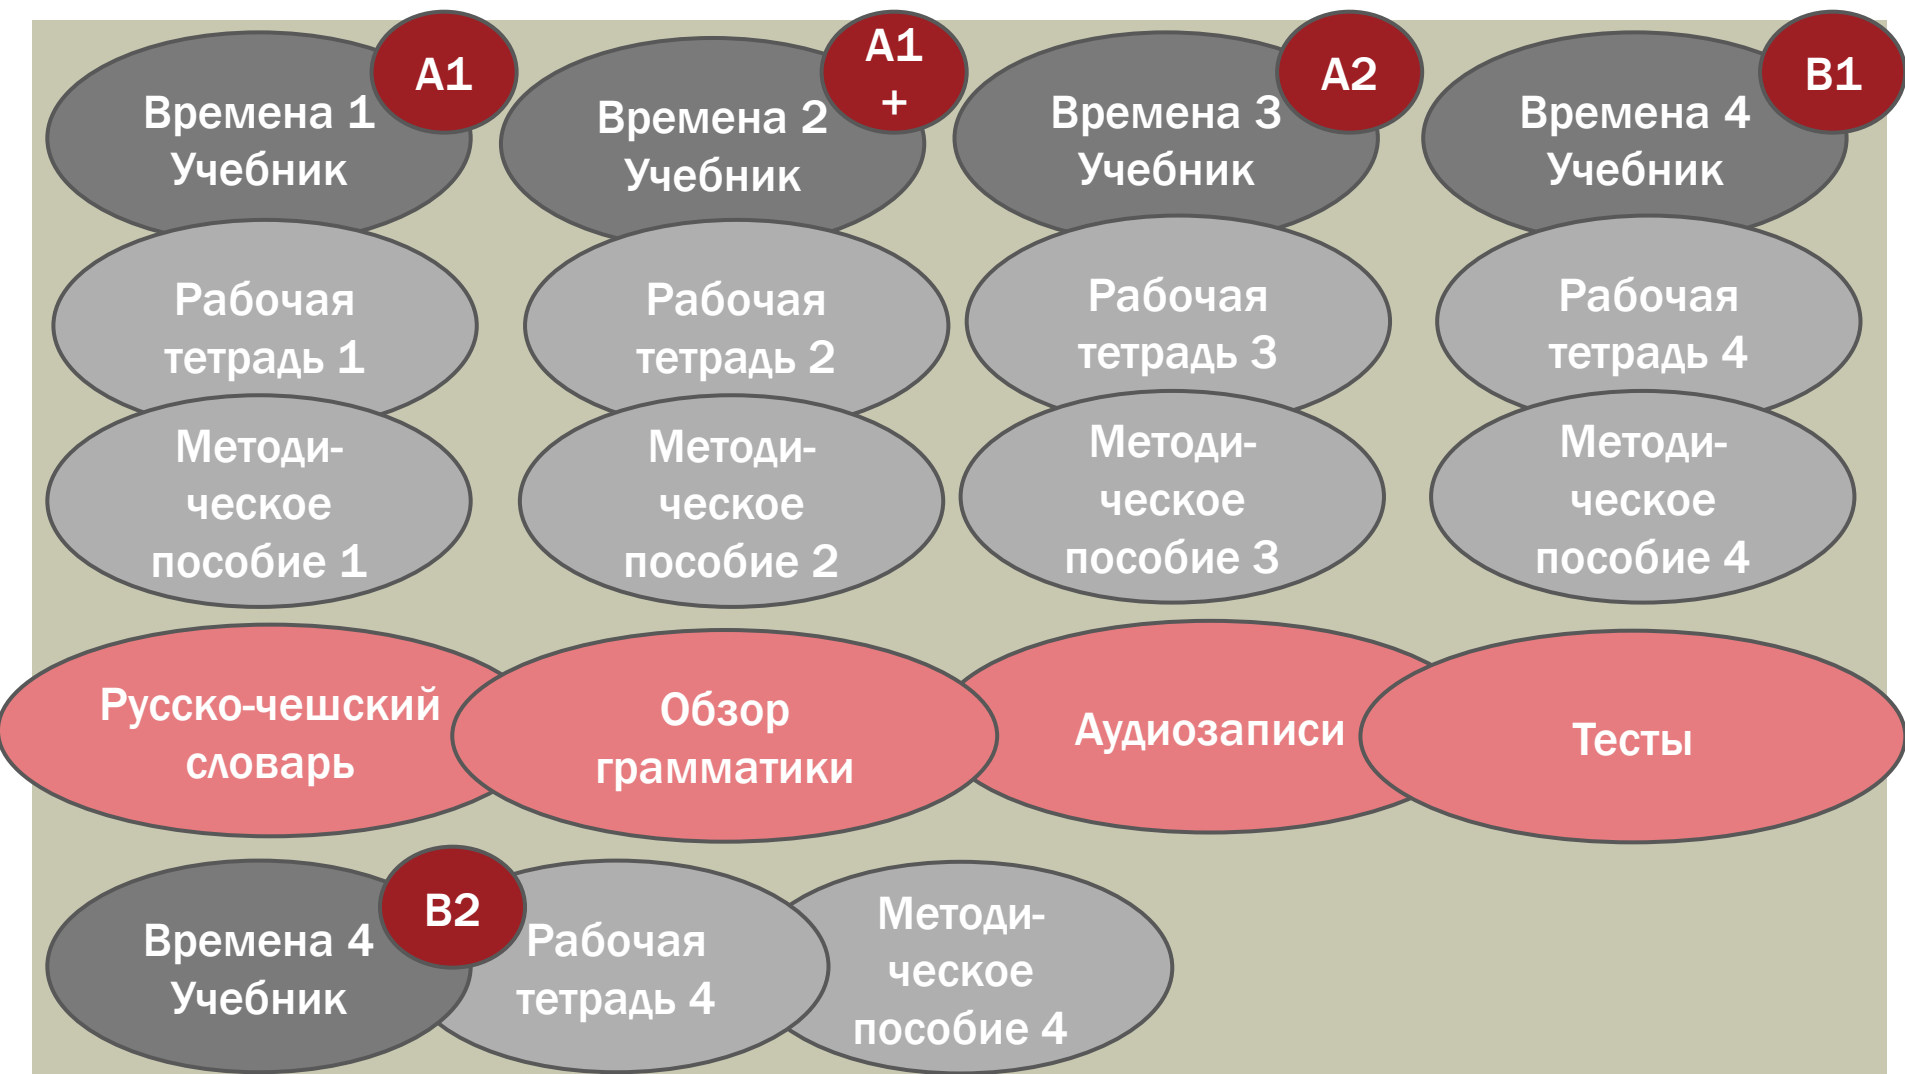 Времена 1
Учебник
A1
Времена 2
Учебник
A1
+
Времена 3
Учебник
A2
Времена 4
Учебник
B1
Рабочая
тетрадь 1
Рабочая
тетрадь 2
Рабочая
тетрадь 3
Рабочая
тетрадь 4
Методи-
ческое
пособие 1
Методи-
ческое
пособие 2
Методи-
ческое
пособие 3
Методи-
ческое
пособие 4
Русско-чешский
словарь
Обзор
грамматики
Аудиозаписи
Тесты
Времена 4
Учебник
B2
Рабочая
тетрадь 4
Методи-
ческое
пособие 4